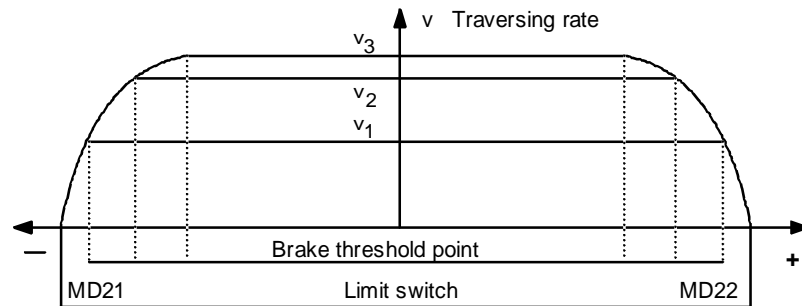 v Traversing rate
v3
v2
v1
— +
Brake threshold point
MD21 Limit switch MD22